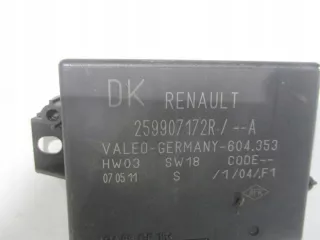 DK RENAULT
259907172R/--A
VALEO-GERMANY-604.353
HW03 SW18 CODE--
070511 S /1/04/,F1